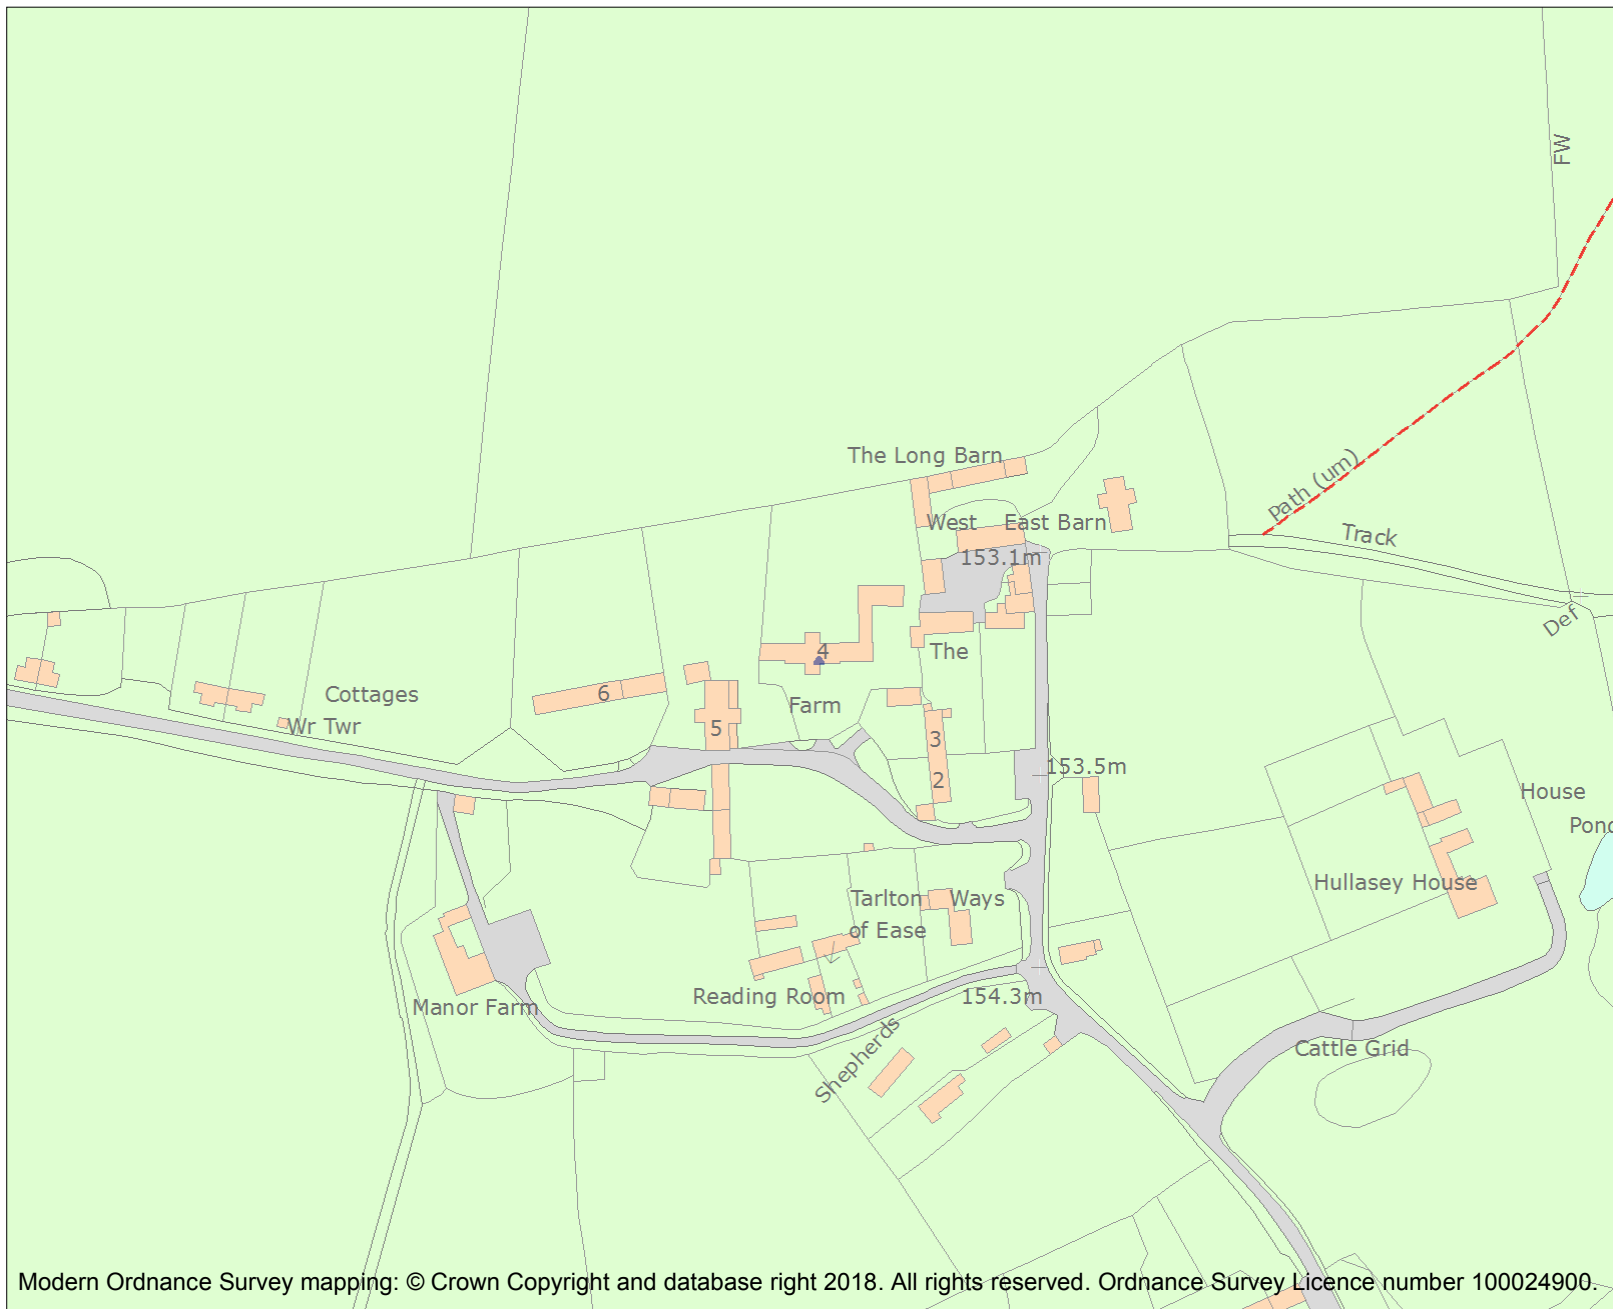 FW
The Long Barn
Path (um)
West
East Barn
Track
153.1m
Def
4
The
6
Cottages
Farm
Wr Twr
5
3
2
153.5m
House
Pond
Hullasey House
Tarlton
Ways
of Ease
Reading Room
154.3m
Manor Farm
Shepherds
Cattle Grid
Modern Ordnance Survey mapping: © Crown Copyright and database right 2018. All rights reserved. Ordnance Survey Licence number 100024900.